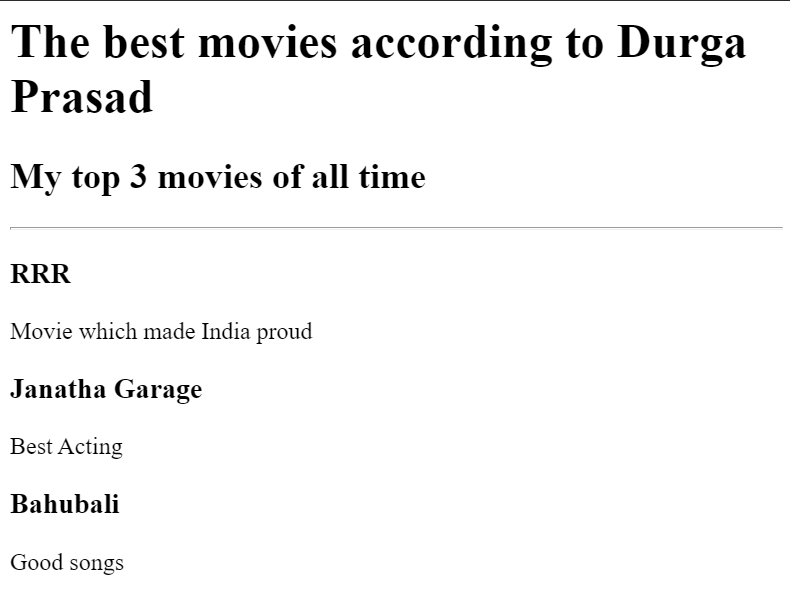 The best movies according to Durga
Prasad
My top 3 movies of all time
RRR
Movie which made India proud
Janatha Garage
Best Acting
Bahubali
Good songs